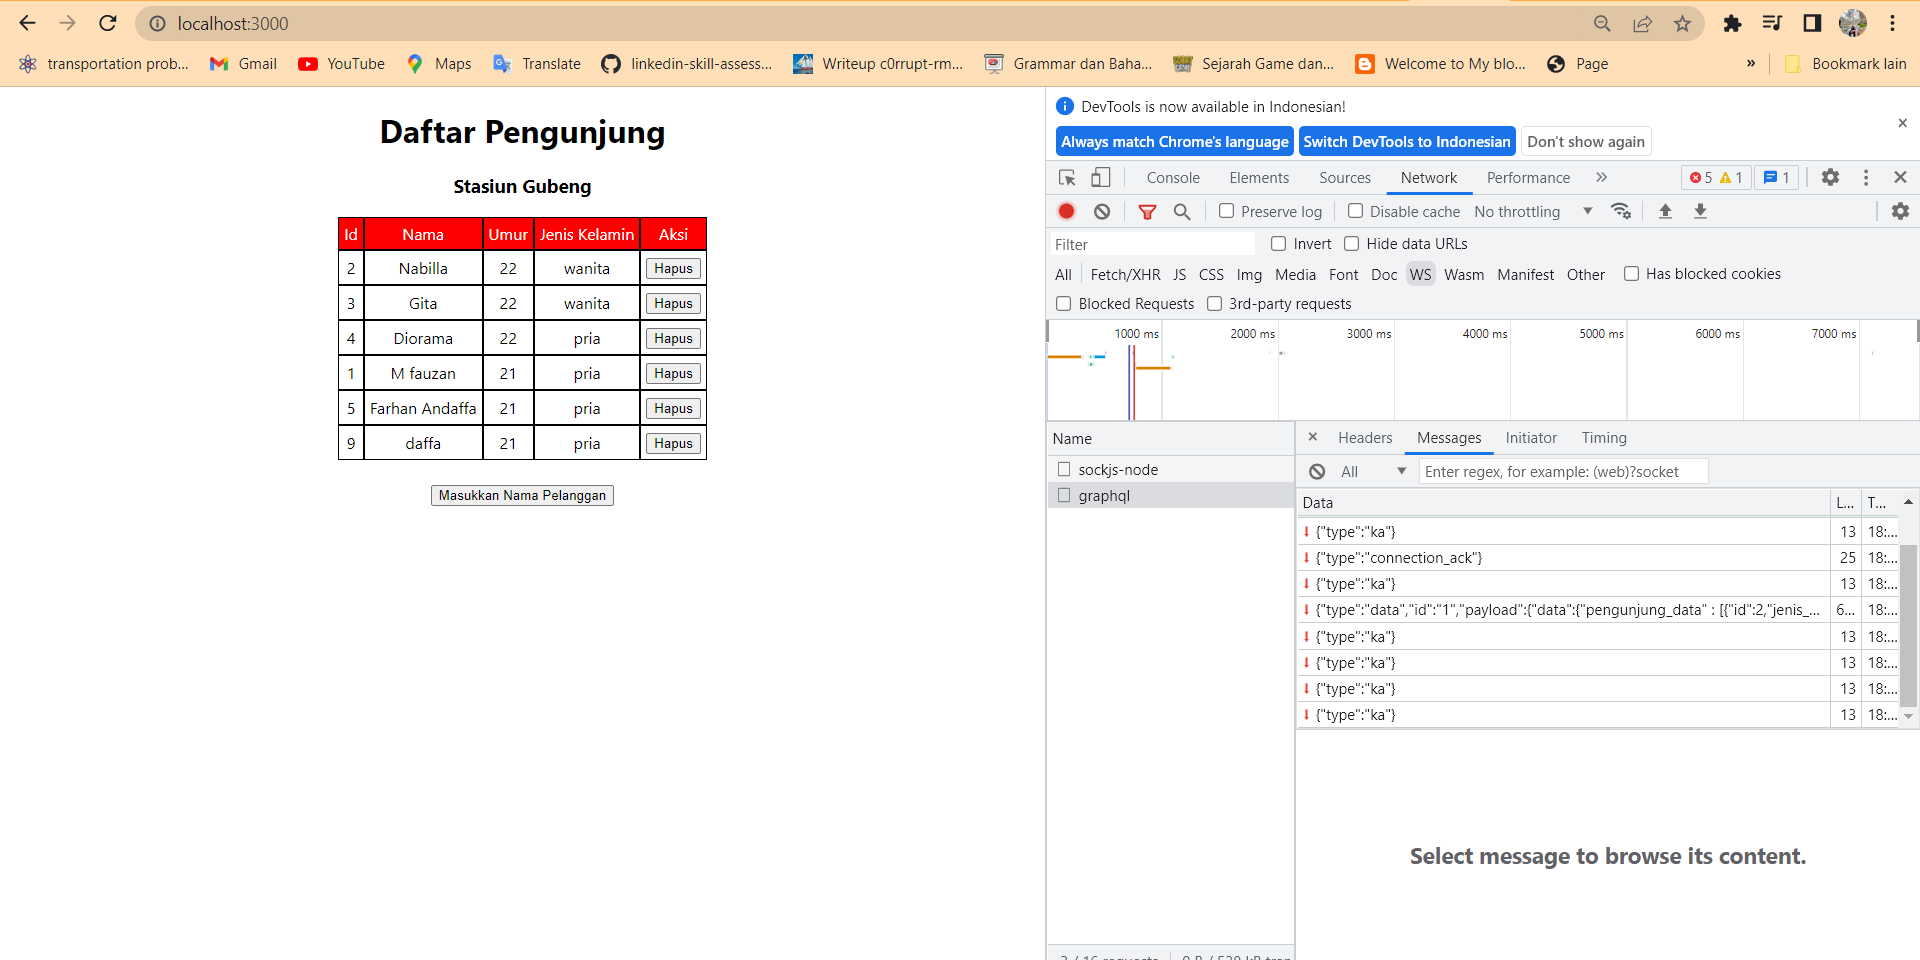 localhost:3000
transportation prob... Gmail YouTube Maps Translate linkedin-skill-assess... Writeup c0rrupt-rm... Grammar dan Baha... Sejarah Game dan... Welcome to My blo... Page » Bookmark lain
Daftar Pengunjung
Stasiun Gubeng
Id Nama Umur Jenis Kelamin Aksi
2 Nabilla 22 wanita Hapus
3 Gita 22 wanita Hapus
4 Diorama 22 pria Hapus
1 M fauzan 21 pria Hapus
5 Farhan Andaffa 21 pria Hapus
9 daffa 21 pria Hapus
Masukkan Nama Pelanggan
DevTools is now available in Indonesian!
Always match Chrome's language Switch DevTools to Indonesian Don't show again
Console Elements Sources Network Performance » 5 1 1
Preserve log Disable cache No throttling
Filter Invert Hide data URLs
All Fetch/XHR JS CSS Img Media Font Doc WS Wasm Manifest Other Has blocked cookies
Blocked Requests 3rd-party requests
1000 ms 2000 ms 3000 ms 4000 ms 5000 ms 6000 ms 7000 ms
Name
sockjs-node
graphql
Headers Messages Initiator Timing
All Enter regex, for example: (web)?socket
Data L... T...
{"type":"ka"} 13 18:...
{"type":"connection_ack"} 25 18:...
{"type":"ka"} 13 18:...
{"type":"data","id":"1","payload":{"data":{"pengunjung_data" : [{"id":2,"jenis_... 6... 18:...
{"type":"ka"} 13 18:...
{"type":"ka"} 13 18:...
{"type":"ka"} 13 18:...
{"type":"ka"} 13 18:...
Select message to browse its content.